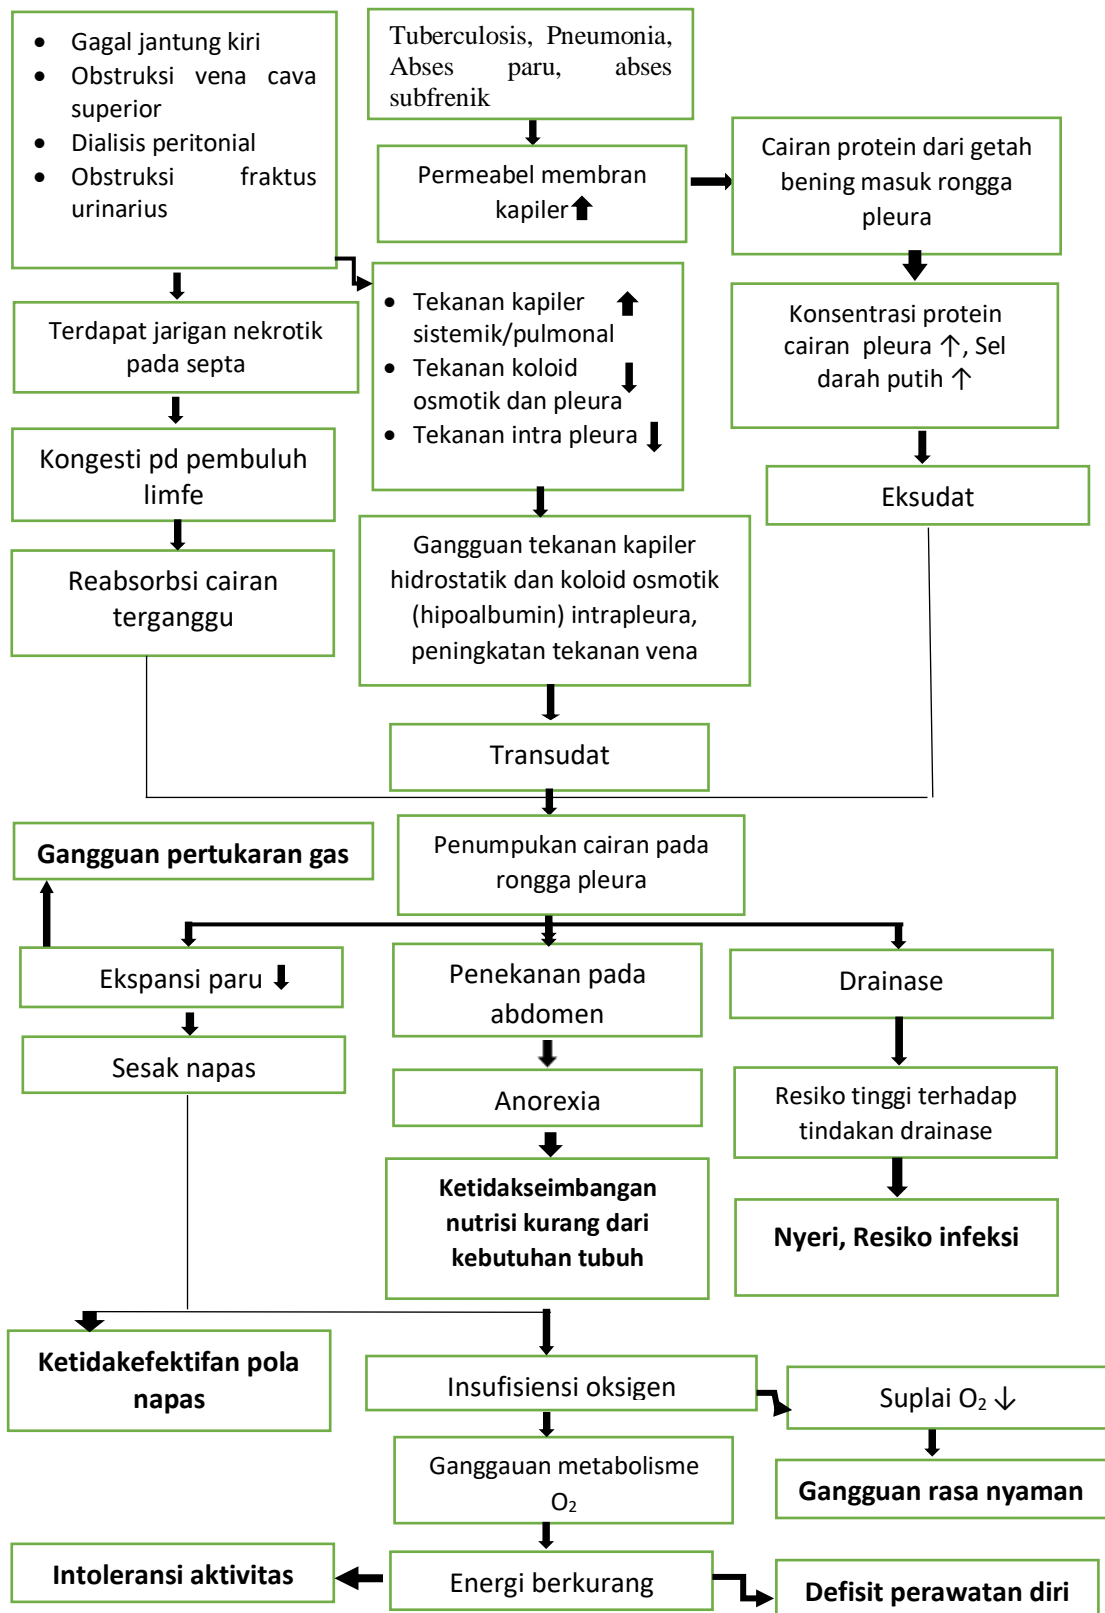 • Gagal jantung kiri
• Obstruksi vena cava
superior
• Dialisis peritonial
• Obstruksi fraktus
urinarius
Tuberculosis, Pneumonia,
Abses paru, abses
subfrenik
Permeabel membran
kapiler ↑
Cairan protein dari getah
bening masuk rongga
pleura
Terdapat jarigan nekrotik
pada septa
• Tekanan kapiler ↑
sistemik/pulmonal
• Tekanan koloid
osmotik dan pleura ↓
• Tekanan intra pleura ↓
Konsentrasi protein
cairan pleura ↑, Sel
darah putih ↑
Kongesti pd pembuluh
limfe
Eksudat
Reabsorbsi cairan
terganggu
Gangguan tekanan kapiler
hidrostatik dan koloid osmotik
(hipoalbumin) intrapleura,
peningkatan tekanan vena
Transudat
Penumpukan cairan pada
rongga pleura
Gangguan pertukaran gas
Ekspansi paru ↓
Penekanan pada
abdomen
Drainase
Sesak napas
Anorexia
Resiko tinggi terhadap
tindakan drainase
Ketidakseimbangan
nutrisi kurang dari
kebutuhan tubuh
Nyeri, Resiko infeksi
Ketidakefektifan pola
napas
Insufisiensi oksigen
Suplai O₂ ↓
Ganggauan metabolisme
O₂
Gangguan rasa nyaman
Intoleransi aktivitas
Energi berkurang
Defisit perawatan diri